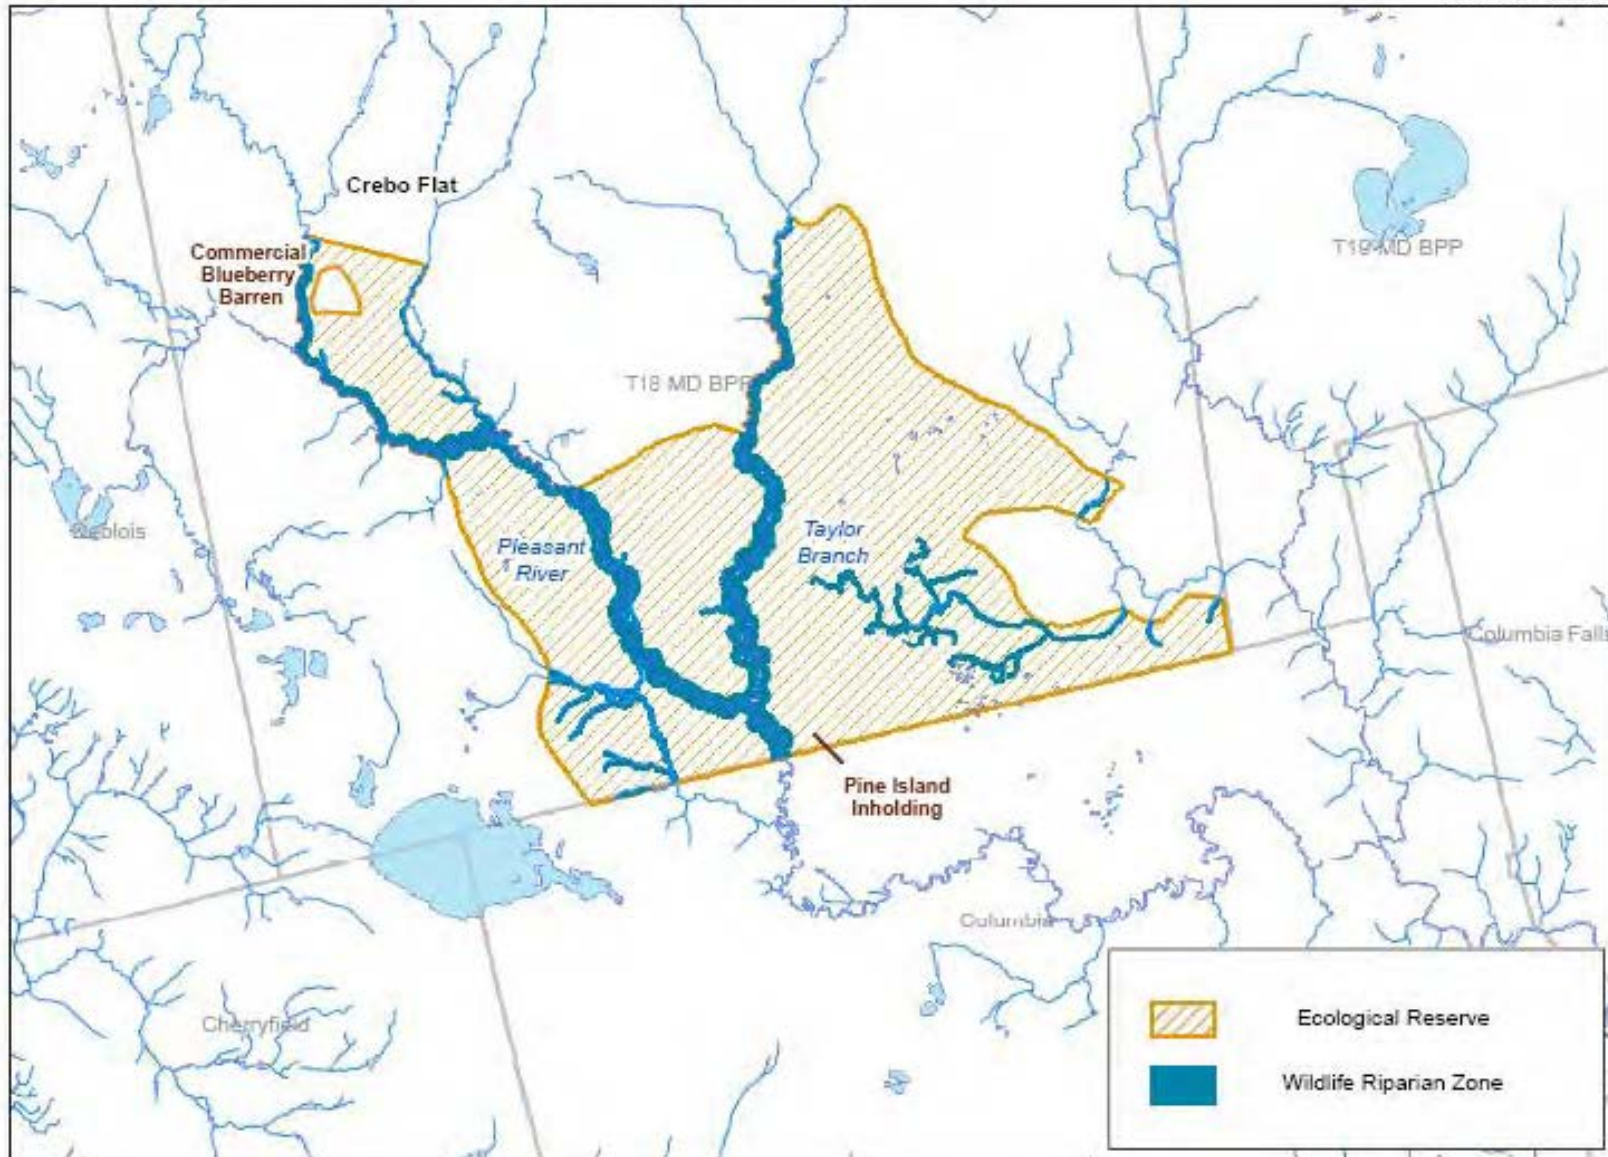 Crebo Flat
Commercial
Blueberry
Barren
T19 MD BPP
T18 MD BPP
Deblois
Pleasant
River
Taylor
Branch
Columbia Falls
Pine Island
Inholding
Columbia
Cherryfield
Ecological Reserve
Wildlife Riparian Zone